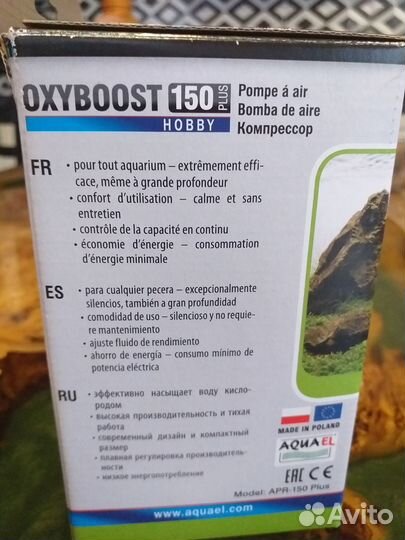 OXYBOOST 150 PLUS
HOBBY
Pompe á air
Bomba de aire
Компрессор
FR
• pour tout aquarium – extrêmement effi-
cace, même à grande profondeur
• confort d'utilisation – calme et sans
entretien
• contrôle de la capacité en continu
• économie d'énergie – consommation
d'énergie minimale
ES
• para cualquier pecera – excepcionalmente
silencios, también a gran profundidad
• comodidad de uso – silencioso y no requie-
re mantenimiento
• ajuste fluido de rendimiento
• ahorro de energía – consumo mínimo de
potencia eléctrica
RU
• эффективно насыщает воду кисло-
родом
• высокая производительность и тихая
работа
• современный дизайн и компактный
размер
• плавная регулировка производитель-
ности
• низкое энергопотребление
MADE IN POLAND
AQUAEL
EAC CE
Model: APR-150 Plus
www.aquael.com
Avito